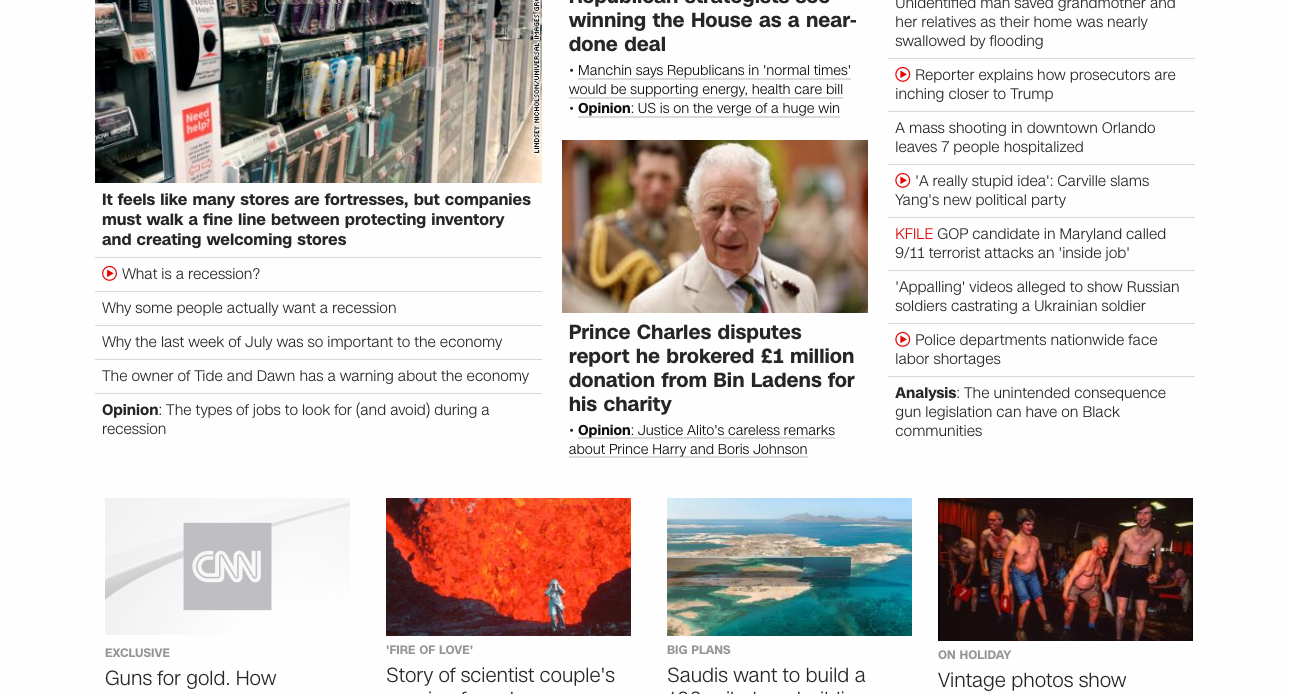 Need
Help?
Need
help?
LINDSEY NICHOLSON/UNIVERSAL IMAGES
It feels like many stores are fortresses, but companies
must walk a fine line between protecting inventory
and creating welcoming stores
What is a recession?
Why some people actually want a recession
Why the last week of July was so important to the economy
The owner of Tide and Dawn has a warning about the economy
Opinion: The types of jobs to look for (and avoid) during a
recession
Republican strategists see
winning the House as a near-
done deal
• Manchin says Republicans in 'normal times'
would be supporting energy, health care bill
• Opinion: US is on the verge of a huge win
Prince Charles disputes
report he brokered £1 million
donation from Bin Ladens for
his charity
• Opinion: Justice Alito's careless remarks
about Prince Harry and Boris Johnson
Unidentified man saved grandmother and
her relatives as their home was nearly
swallowed by flooding
Reporter explains how prosecutors are
inching closer to Trump
A mass shooting in downtown Orlando
leaves 7 people hospitalized
'A really stupid idea': Carville slams
Yang's new political party
KFILE GOP candidate in Maryland called
9/11 terrorist attacks an 'inside job'
'Appalling' videos alleged to show Russian
soldiers castrating a Ukrainian soldier
Police departments nationwide face
labor shortages
Analysis: The unintended consequence
gun legislation can have on Black
communities
CNN
EXCLUSIVE
Guns for gold. How
'FIRE OF LOVE'
Story of scientist couple's
BIG PLANS
Saudis want to build a
ON HOLIDAY
Vintage photos show